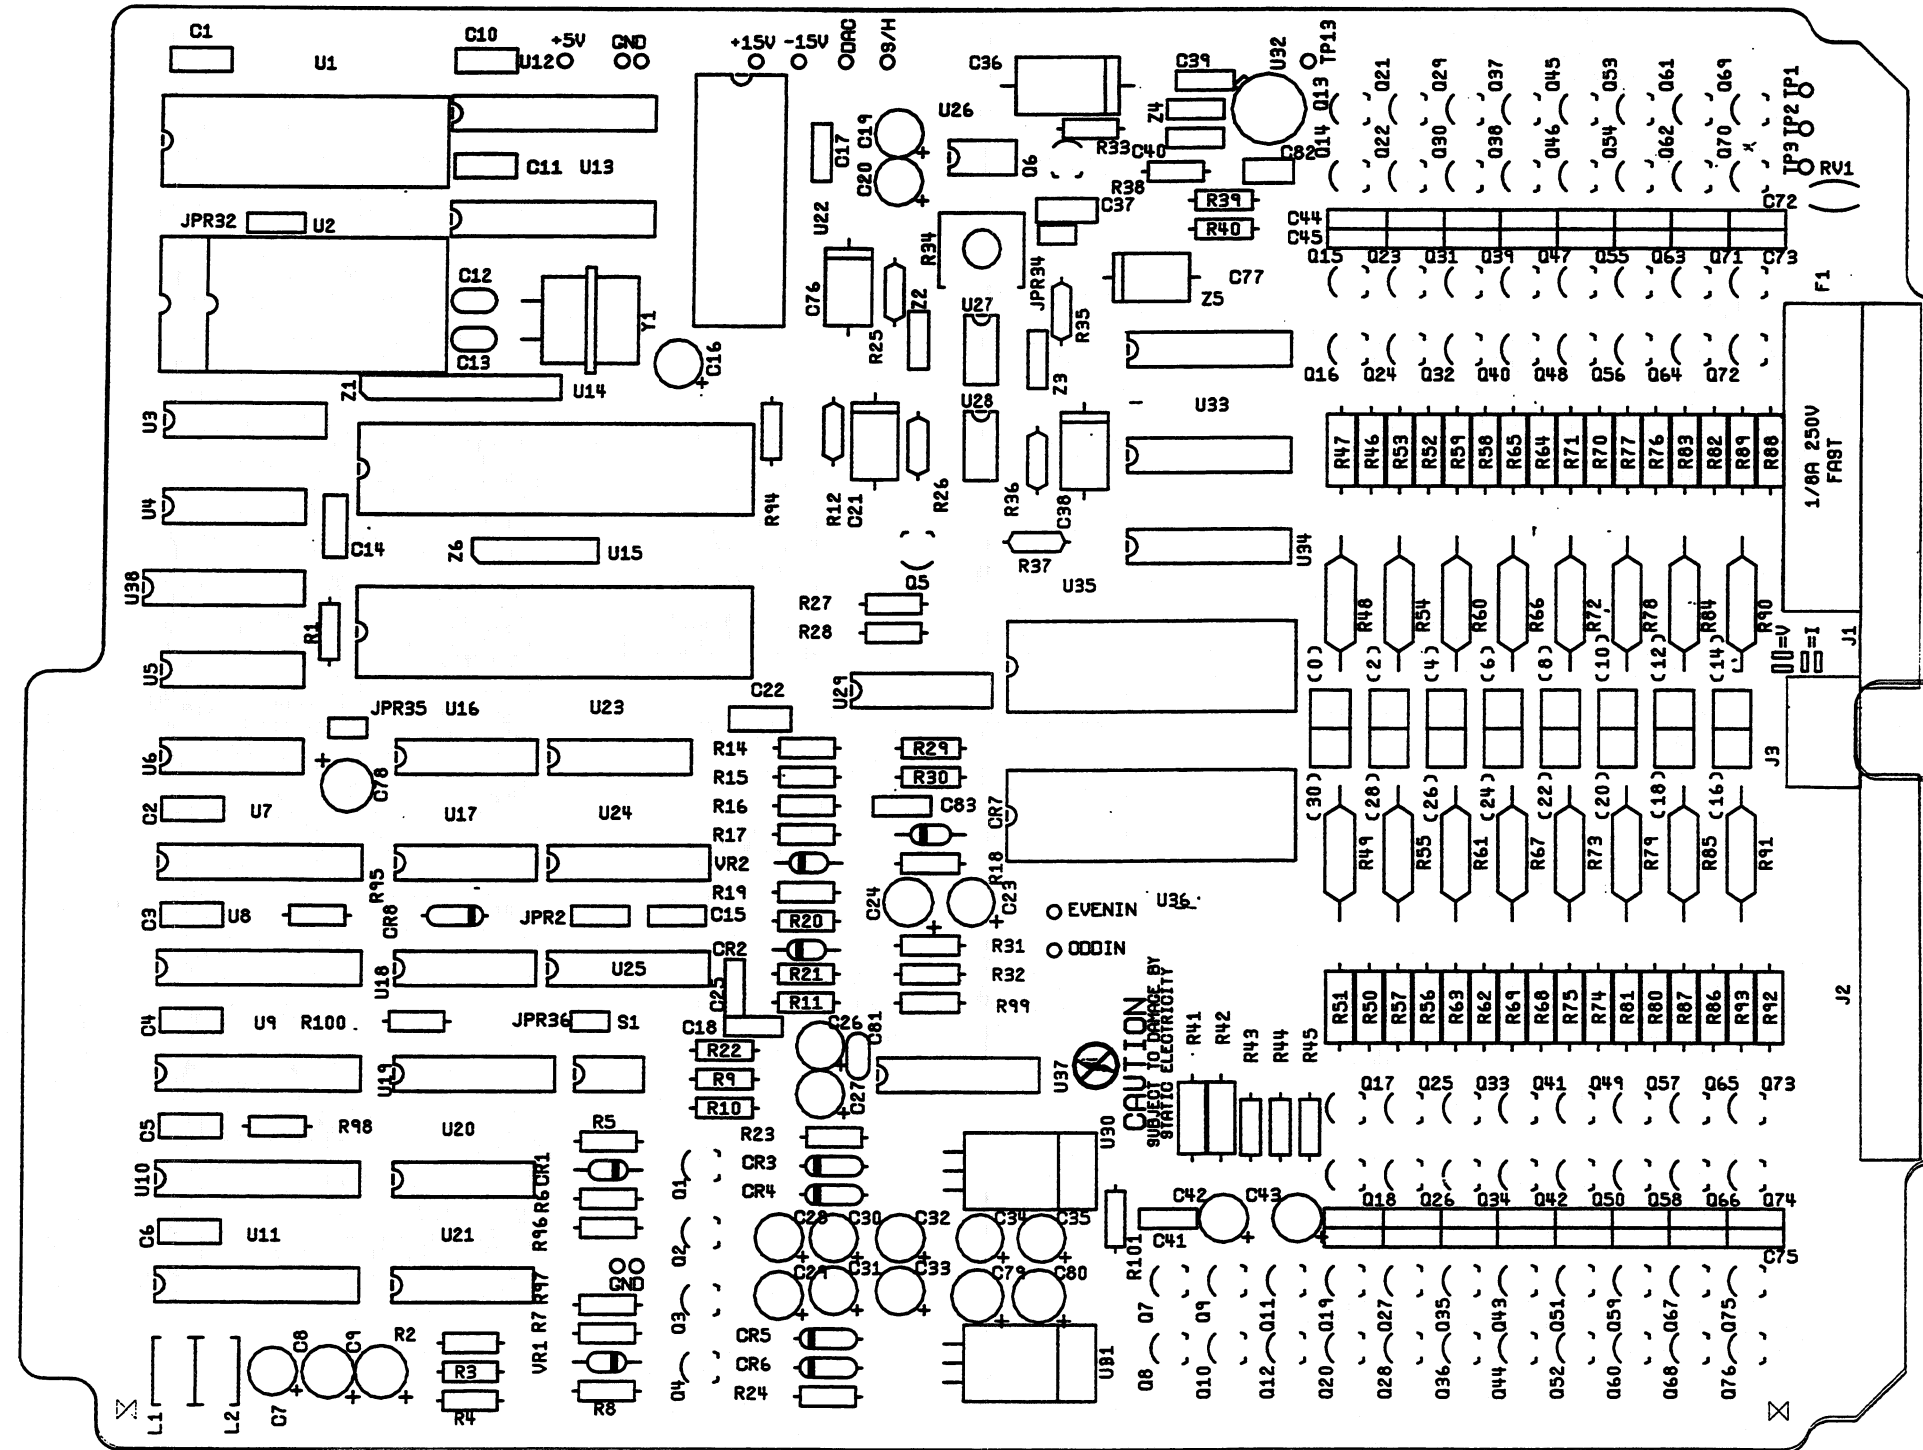 C1
U1
C10
U12
+5V
GND
+15V
-15V
DAC
S/H
C36
C39
U32
TP13
Q13
Q21
Q29
Q37
Q45
Q53
Q61
Q69
TP1
TP2
TP3
RV1
C11
U13
C17
C19
C20
U26
Q6
R33
Z4
C40
C82
Q14
Q22
Q30
Q38
Q46
Q54
Q62
Q70
JPR32
U2
U22
R38
C37
R39
R40
C44
C45
C72
R34
Q15
Q23
Q31
Q39
Q47
Q55
Q63
Q71
C73
C12
C13
Y1
C16
C76
R25
Z2
U27
JPR34
R35
Z5
C77
F1
Z1
U14
Z3
U28
U33
Q16
Q24
Q32
Q40
Q48
Q56
Q64
Q72
U3
U4
C14
R94
R12
C21
R26
R36
C38
R47
R46
R53
R52
R59
R58
R65
R64
R71
R70
R77
R76
R83
R82
R89
R88
1/8A 250V
FAST
Z6
U15
Q5
R37
U35
U34
U38
R1
R27
R28
R48
R54
R60
R66
R72
R78
R84
R90
=V
=I
J1
U5
C22
U29
(0)
(2)
(4)
(6)
(8)
(10)
(12)
(14)
JPR35
U16
U23
U6
C78
R14
R15
R16
R17
R29
R30
C83
CR7
J3
C2
U7
U17
U24
(30)
(28)
(26)
(24)
(22)
(20)
(18)
(16)
VR2
R18
R49
R55
R61
R67
R73
R79
R85
R91
R95
R19
C24
C23
C3
U8
CR8
JPR2
C15
R20
EVENIN
U36
CR2
ODDIN
R31
U18
U25
C25
R21
R32
R11
R99
R51
R50
R57
R56
R63
R62
R69
R68
R75
R74
R81
R80
R87
R86
R93
R92
J2
C4
U9
R100
JPR36
S1
C18
C26
C81
R22
R9
R10
C27
U19
U37
CAUTION
SUBJECT TO DAMAGE BY
STATIC ELECTRICITY
R41
R42
R43
R44
R45
Q17
Q25
Q33
Q41
Q49
Q57
Q65
Q73
C5
R98
U20
R5
R23
U30
U10
CR1
R6
Q1
CR3
CR4
C42
C43
Q18
Q26
Q34
Q42
Q50
Q58
Q66
Q74
C6
U11
U21
R96
Q2
C28
C30
C32
C34
C35
C41
R101
C75
GND
C29
C31
C33
C79
C80
R97
R7
Q3
Q7
Q9
Q11
Q19
Q27
Q35
Q43
Q51
Q59
Q67
Q75
C8
C9
R2
VR1
CR5
CR6
U31
R3
Q4
R24
Q8
Q10
Q12
Q20
Q28
Q36
Q44
Q52
Q60
Q68
Q76
L1
L2
C7
R4
R8